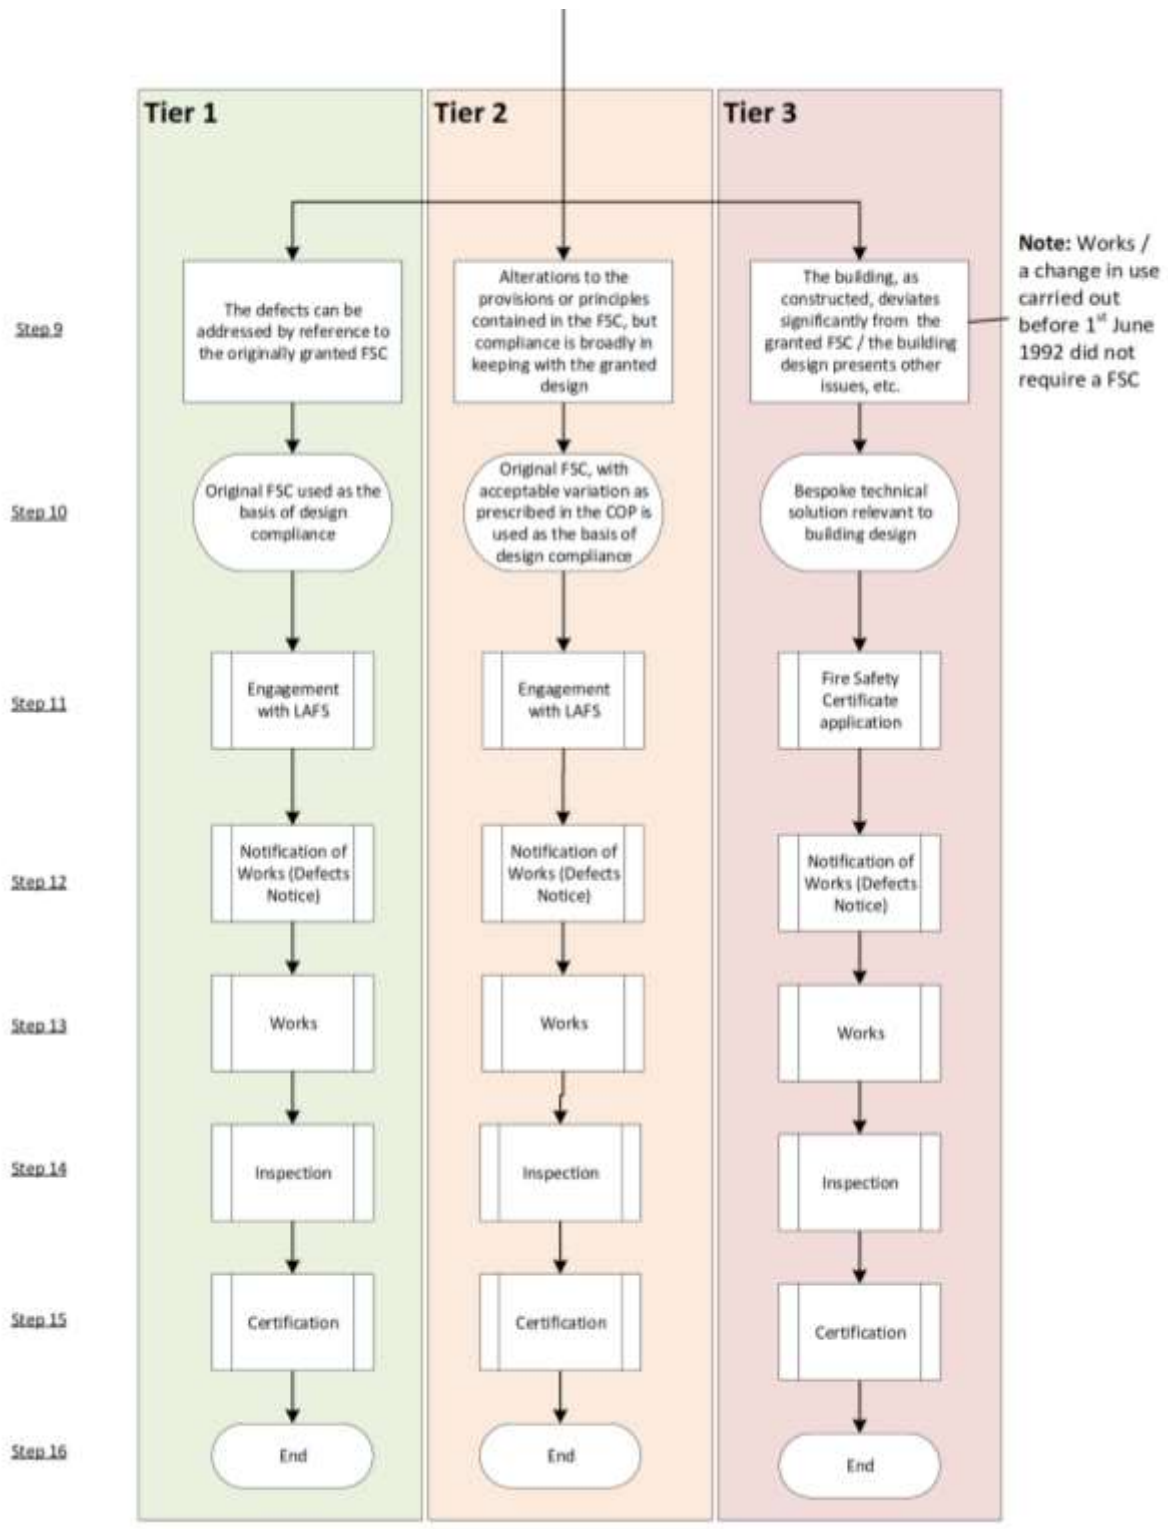 Tier 1
Tier 2
Tier 3
Step 9
The defects can be
addressed by reference to
the originally granted FSC
Alterations to the
provisions or principles
contained in the FSC, but
compliance is broadly in
keeping with the granted
design
The building, as
constructed, deviates
significantly from the
granted FSC / the building
design presents other
issues, etc.
Note: Works /
a change in use
carried out
before 1st June
1992 did not
require a FSC
Step 10
Original FSC used as the
basis of design
compliance
Original FSC, with
acceptable variation as
prescribed in the COP is
used as the basis of
design compliance
Bespoke technical
solution relevant to
building design
Step 11
Engagement
with LAFS
Engagement
with LAFS
Fire Safety
Certificate
application
Step 12
Notification of
Works (Defects
Notice)
Notification of
Works (Defects
Notice)
Notification of
Works (Defects
Notice)
Step 13
Works
Works
Works
Step 14
Inspection
Inspection
Inspection
Step 15
Certification
Certification
Certification
Step 16
End
End
End